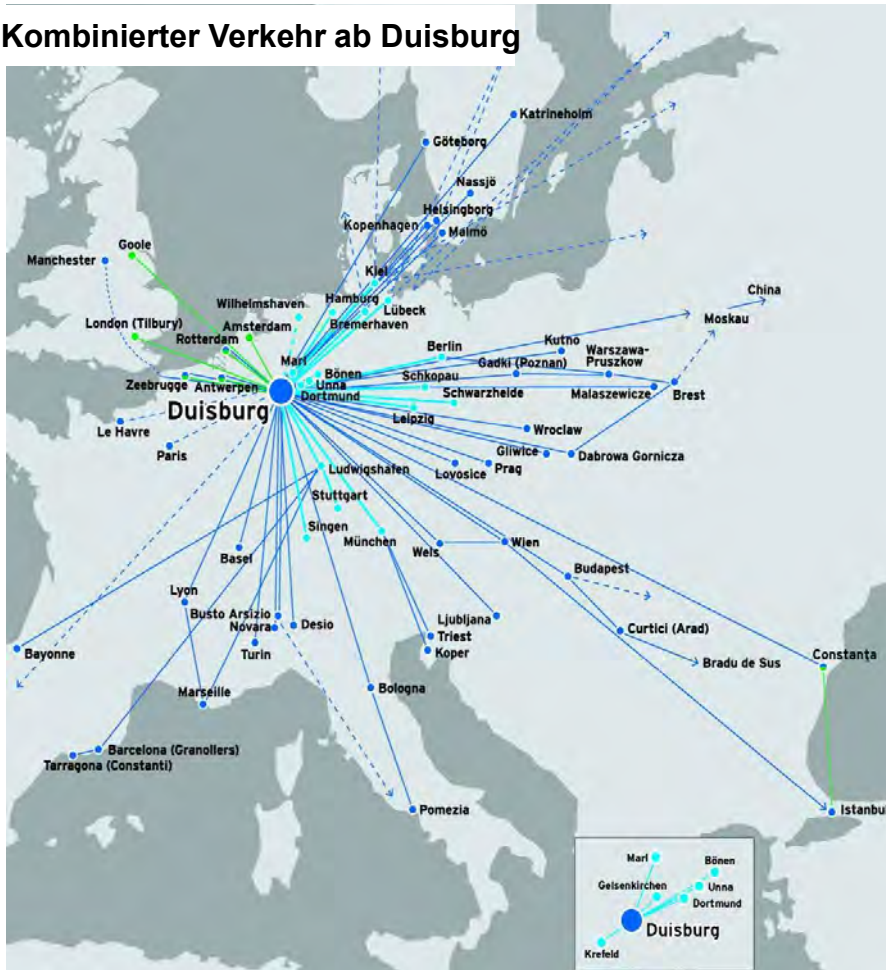 Kombinierter Verkehr ab Duisburg
Katrineholm
Göteborg
Nassjö
Helsingborg
Kopenhagen
Malmö
Goole
Manchester
Kiel
China
Wilhelmshaven
Hamburg
Lübeck
Moskau
London (Tilbury)
Amsterdam
Bremerhaven
Rotterdam
Berlin
Kutno
Marl
Gadki (Poznan)
Warszawa-
Pruszkow
Bönen
Zeebrugge
Antwerpen
Unna
Schkopau
Malaszewicze
Brest
Dortmund
Schwarzheide
Duisburg
Leipzig
Le Havre
Wroclaw
Paris
Gliwice
Dabrowa Gornicza
Ludwigshafen
Lovosice
Prag
Stuttgart
Singen
München
Basel
Wels
Wien
Budapest
Lyon
Busto Arsizio
Novara
Desio
Ljubljana
Triest
Curtici (Arad)
Turin
Koper
Bayonne
Bradu de Sus
Constanţa
Marseille
Bologna
Barcelona (Granollers)
Tarragona (Constanti)
Pomezia
Istanbul
Marl
Bönen
Gelsenkirchen
Unna
Dortmund
Duisburg
Krefeld